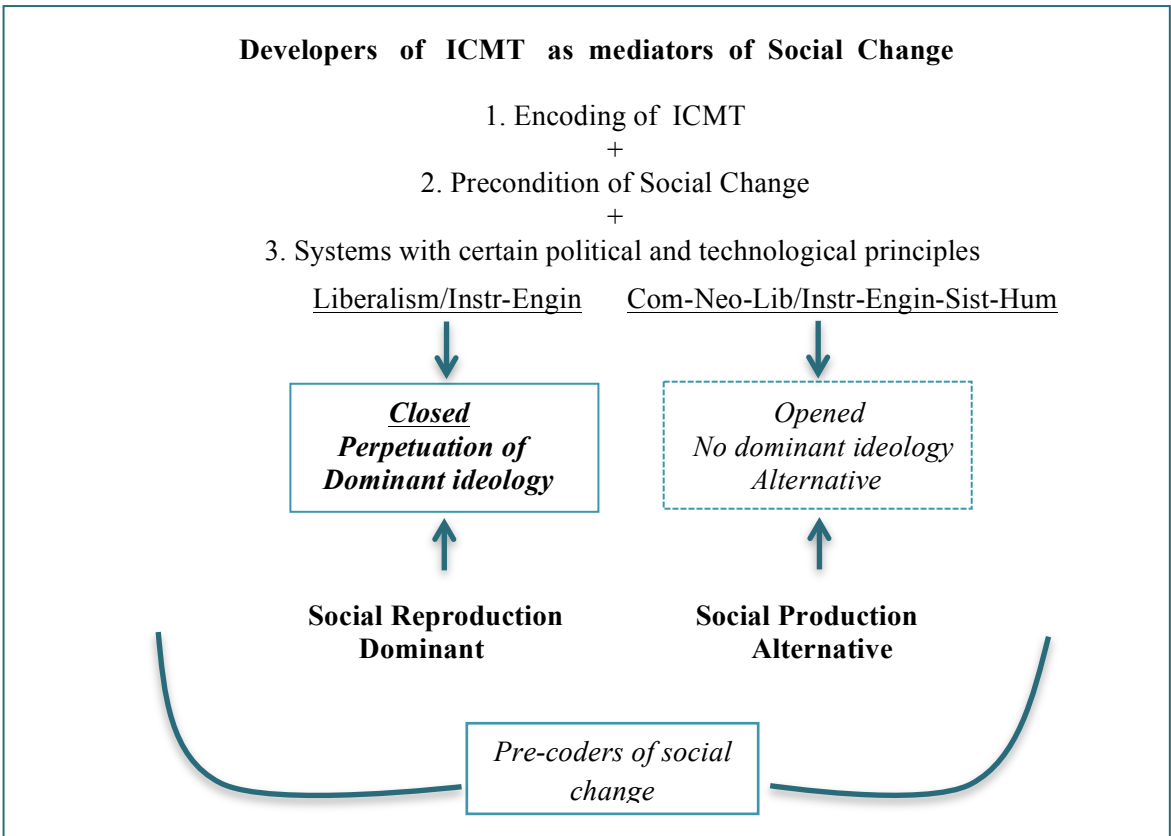 Developers of ICMT as mediators of Social Change
1. Encoding of ICMT
+
2. Precondition of Social Change
+
3. Systems with certain political and technological principles
Liberalism/Instr-Engin
Com-Neo-Lib/Instr-Engin-Sist-Hum
Closed
Perpetuation of
Dominant ideology
Opened
No dominant ideology
Alternative
Social Reproduction
Dominant
Social Production
Alternative
Pre-coders of social
change